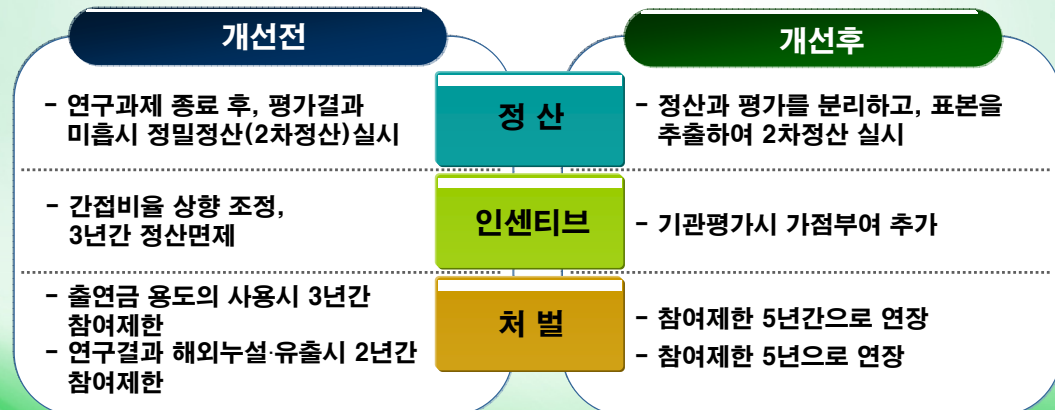 개선전
개선후
- 연구과제 종료 후, 평가결과
미흡시 정밀정산(2차정산)실시
정 산
- 정산과 평가를 분리하고, 표본을
추출하여 2차정산 실시
- 간접비율 상향 조정,
3년간 정산면제
인센티브
- 기관평가시 가점부여 추가
- 출연금 용도의 사용시 3년간
참여제한
- 연구결과 해외누설·유출시 2년간
참여제한
처 벌
- 참여제한 5년간으로 연장
- 참여제한 5년으로 연장